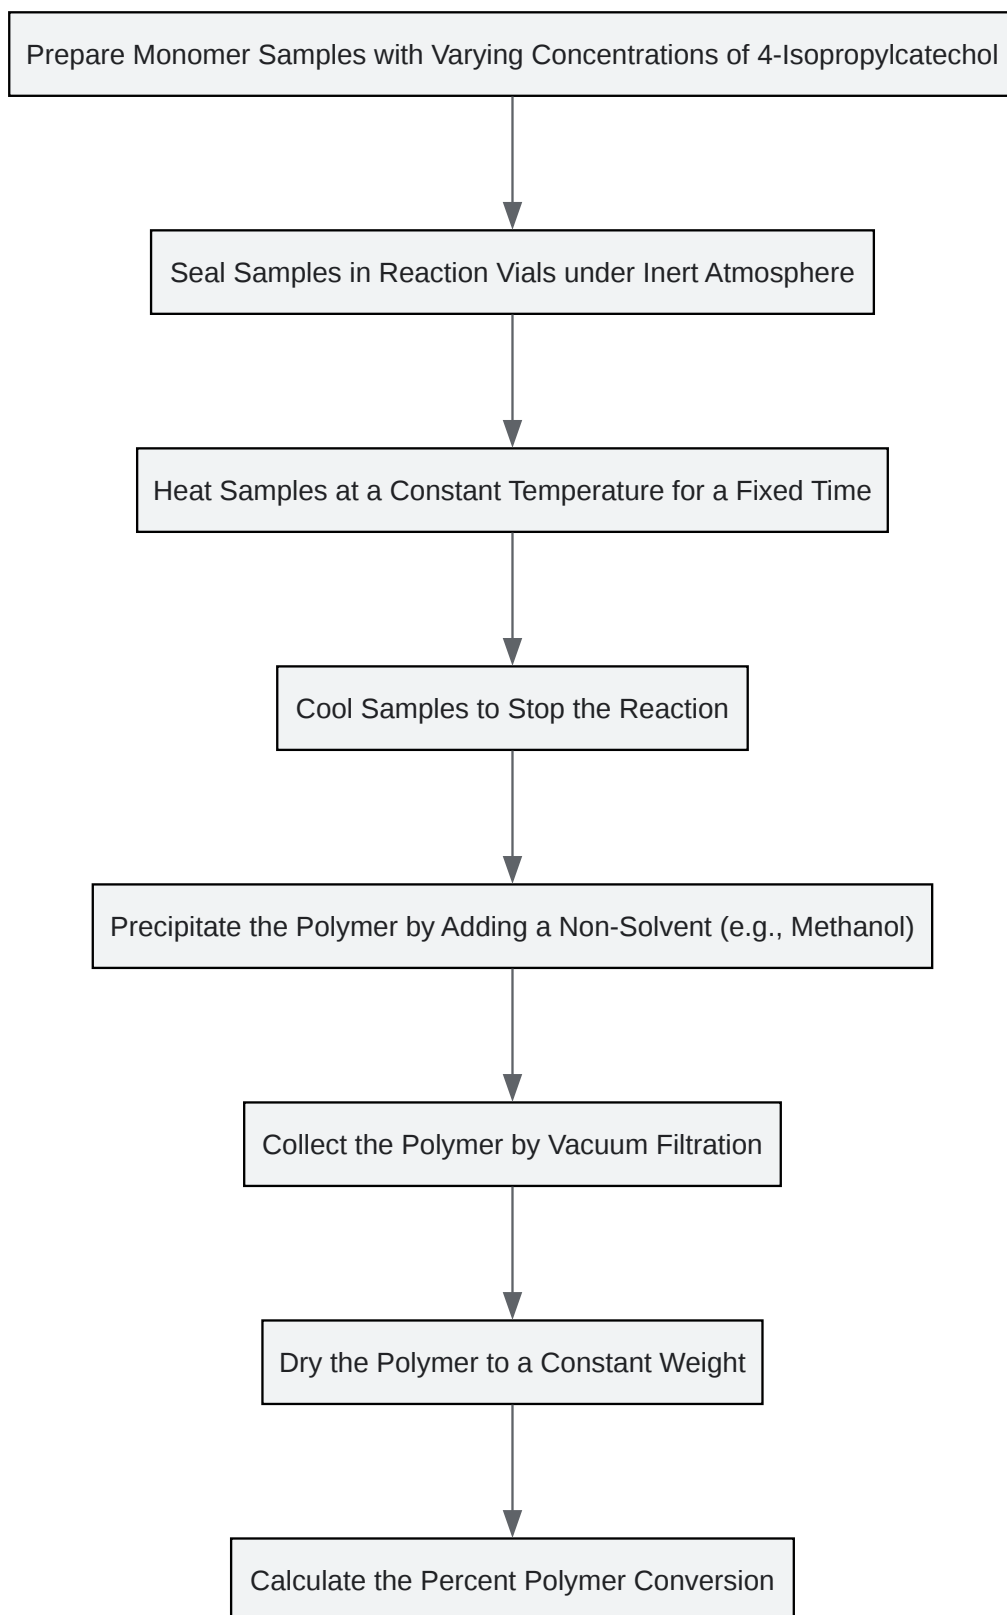 Prepare Monomer Samples with Varying Concentrations of 4-Isopropylcatechol
Seal Samples in Reaction Vials under Inert Atmosphere
Heat Samples at a Constant Temperature for a Fixed Time
Cool Samples to Stop the Reaction
Precipitate the Polymer by Adding a Non-Solvent (e.g., Methanol)
Collect the Polymer by Vacuum Filtration
Dry the Polymer to a Constant Weight
Calculate the Percent Polymer Conversion